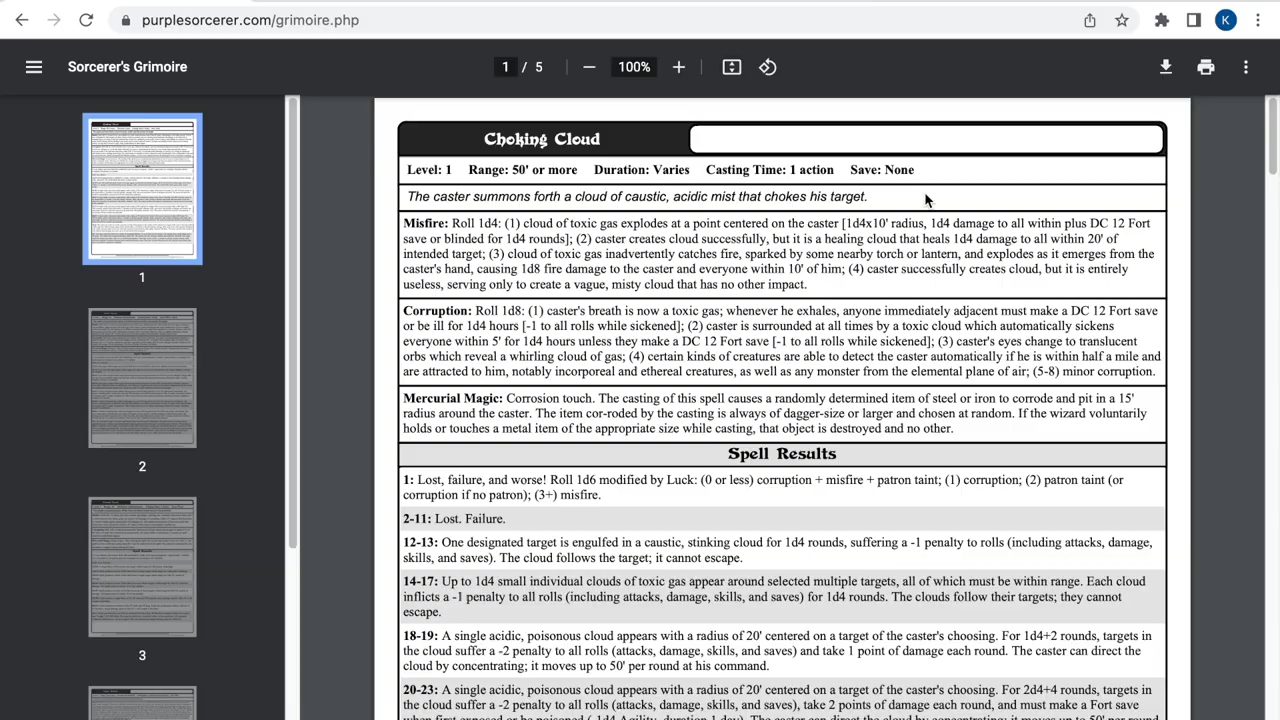 purplesorcerer.com/grimoire.php
K
Sorcerer's Grimoire
1 / 5
100%
1
2
3
Choking Cloud
Level: 1 Range: 50' or more Duration: Varies Casting Time: 1 action Save: None
The caster summons forth a cloud of caustic, acidic mist that chokes his target.
Misfire: Roll 1d4: (1) noxious gas explodes at a point centered on the caster [1d4x10' radius, 1d4 damage to all within plus DC 12 Fort
save or blinded for 1d4 rounds]; (2) caster creates cloud successfully, but it is a healing cloud that heals 1d4 damage to all within 20' of
intended target; (3) cloud of toxic gas inadvertently catches fire, sparked by some nearby torch or lantern, and explodes as it emerges from the
caster's hand, causing 1d8 fire damage to the caster and everyone within 10' of him; (4) caster successfully creates cloud, but it is entirely
useless, serving only to create a vague, misty cloud that has no other impact.
Corruption: Roll 1d8: (1) caster's breath is now a toxic gas, whenever he exhales, anyone immediately adjacent must make a DC 12 Fort save
or be ill for 1d4 hours [-1 to all rolls while sickened]; (2) caster is surrounded at all times by a toxic cloud which automatically sickens
everyone within 5' for 1d6 hours unless they make a DC 12 Fort save [-1 to all rolls while sickened]; (3) caster's eyes change to translucent
orbs which reveal a whirling cloud of gas; (4) certain kinds of creatures are able to detect the caster automatically if he is within half a mile and
are attracted to him, notably incorporeal and ethereal creatures, as well as any monster from the elemental plane of air; (5-8) minor corruption.
Mercurial Magic: Corrosion. The casting of this spell causes a randomly determined item of steel or iron to corrode and pit in a 15'
radius around the caster. Item cor-roded by the casting is always of dagger-size or larger and chosen at random. If the wizard voluntarily
holds or touches a metal item of the appropriate size while casting, that object is destroyed and no other.
Spell Results
1: Lost, failure, and worse! Roll 1d6 modified by Luck: (0 or less) corruption + misfire + patron taint; (1) corruption; (2) patron taint (or
corruption if no patron); (3+) misfire.
2-11: Lost. Failure.
12-13: One designated target is enveloped in a caustic, stinking cloud for 1d4 rounds, causing a -1 penalty to rolls (including attacks, damage,
skills, and saves). The cloud follows the target; it cannot escape.
14-17: Up to 1d4 small clouds of toxic gas appear around selected targets, all of which must be within range. Each cloud
inflicts a -1 penalty to rolls (including attacks, damage, skills, and saves) for 1d4 rounds. The clouds follow their targets; they cannot
escape.
18-19: A single acidic, poisonous cloud appears with a radius of 20' centered on a target of the caster's choosing. For 1d4+2 rounds, targets in
the cloud suffer a -2 penalty to all rolls (attacks, damage, skills, and saves) and take 1 point of damage each round. The caster can direct the
cloud by concentrating; it moves up to 50' per round at his command.
20-23: A single acidic, poisonous cloud appears with radius of 20' centered on a target of the caster's choosing. For 2d4+2 rounds, targets in
the cloud suffer a -2 penalty to all rolls (attacks, damage, skills, and saves), take 2 points of damage each round, and must make a Fort save